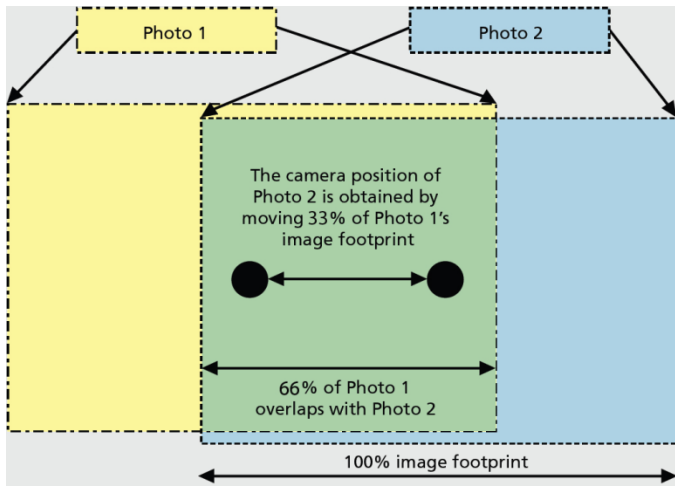 Photo 1
Photo 2
The camera position of
Photo 2 is obtained by
moving 33% of Photo 1's
image footprint
66% of Photo 1
overlaps with Photo 2
100% image footprint